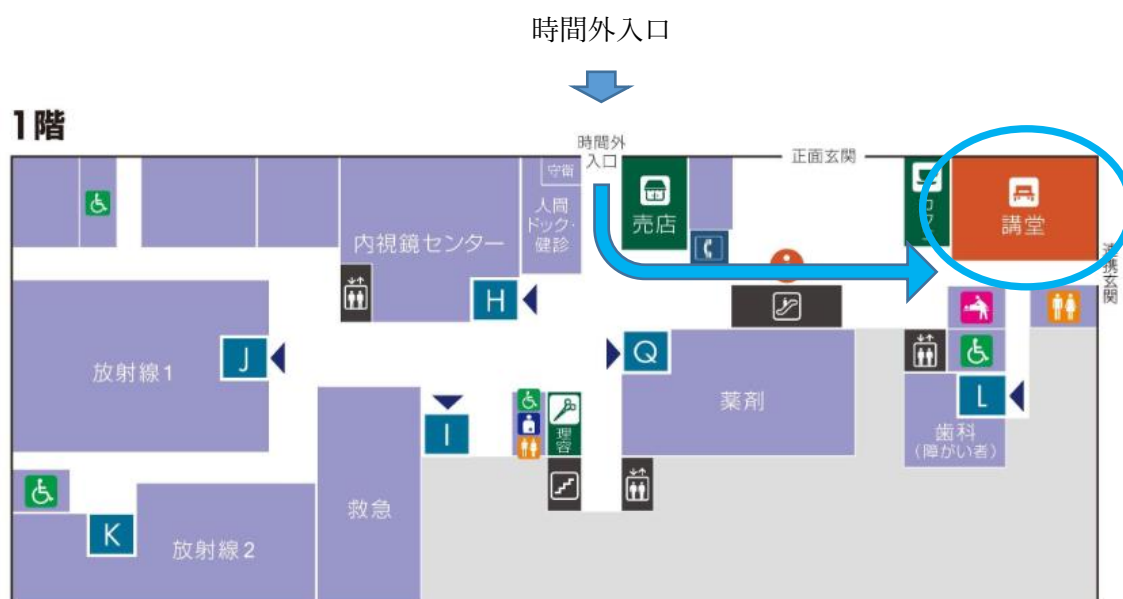 時間外入口
1階
時間外
入口
正面玄関
守衛
人間
ドック・
健診
売店
カフェ
講堂
内視鏡センター
連携玄関
H
J
放射線1
Q
薬剤
I
理容
L
歯科
(障がい者)
K
放射線2
救急